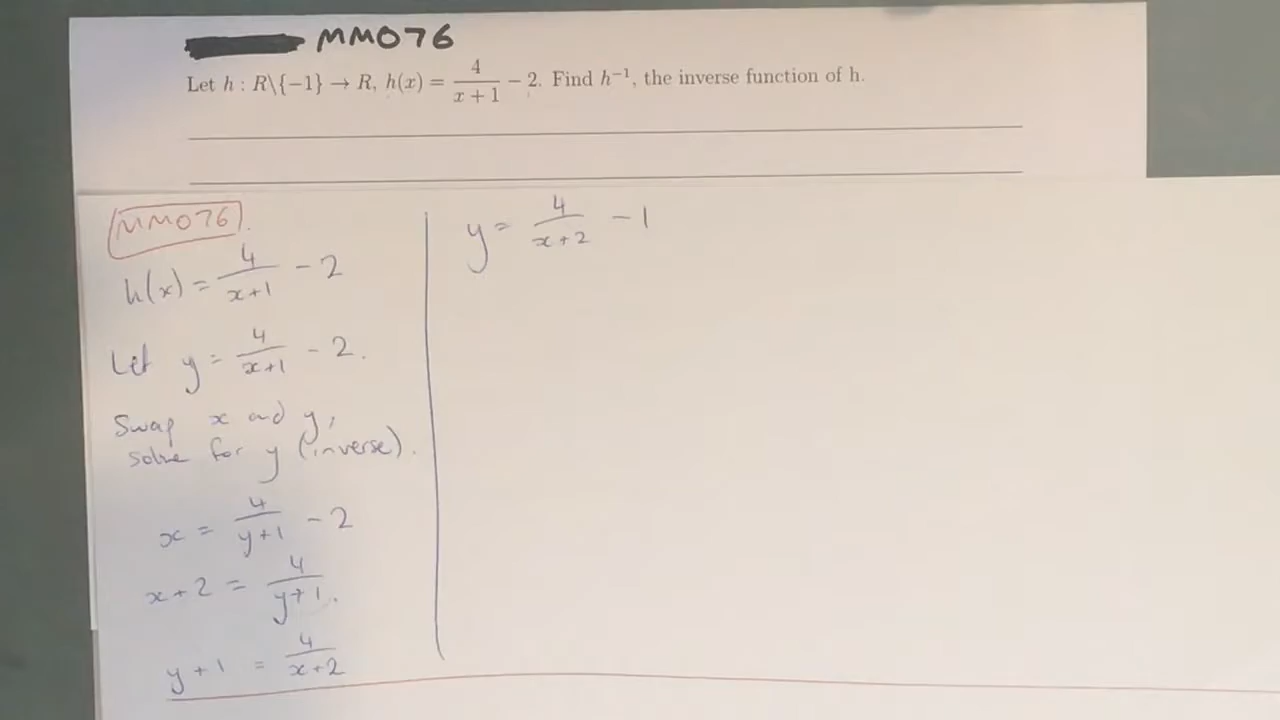 MM076
Let h : R\{−1} → R, h(x) = 4/(x + 1) − 2. Find h⁻¹, the inverse function of h.
MM076.
h(x) = 4/(x+1) − 2
Let y = 4/(x+1) − 2.
Swap x and y,
solve for y (inverse).
x = 4/(y+1) − 2
x+2 = 4/(y+1).
y+1 = 4/(x+2)
y = 4/(x+2) − 1